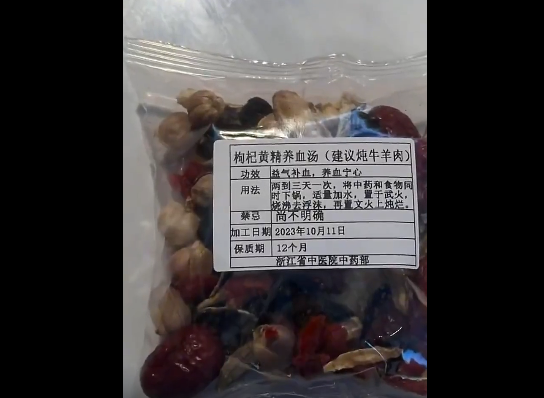 枸杞黄精养血汤（建议炖牛羊肉）
功效 益气补血，养血宁心
用法 两到三天一次，将中药和食物同
时下锅，适量加水，置于武火，
烧沸去浮沫，再置文火上炖烂。
禁忌 尚不明确
加工日期 2023年10月11日
保质期 12个月
浙江省中医院中药部